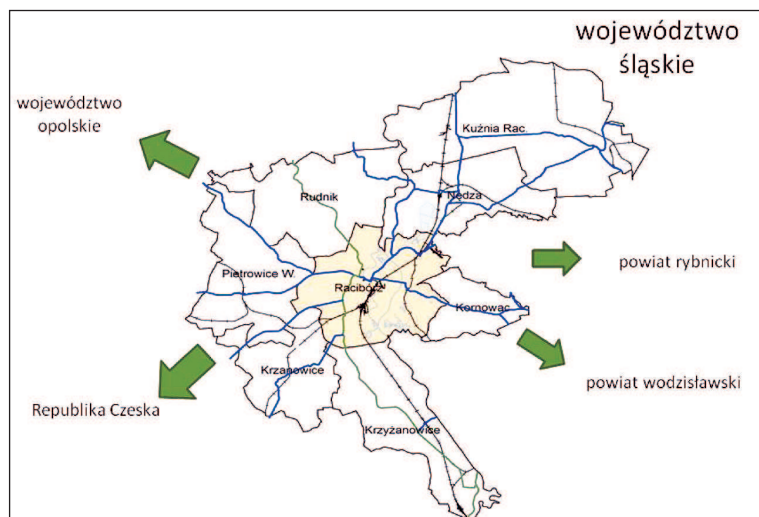 województwo
śląskie
województwo
opolskie
Kuźnia Rac.
Rudnik
Nędza
powiat rybnicki
Pietrowice W.
Racibórz
Kornowac
Krzanowice
powiat wodzisławski
Republika Czeska
Krzyżanowice